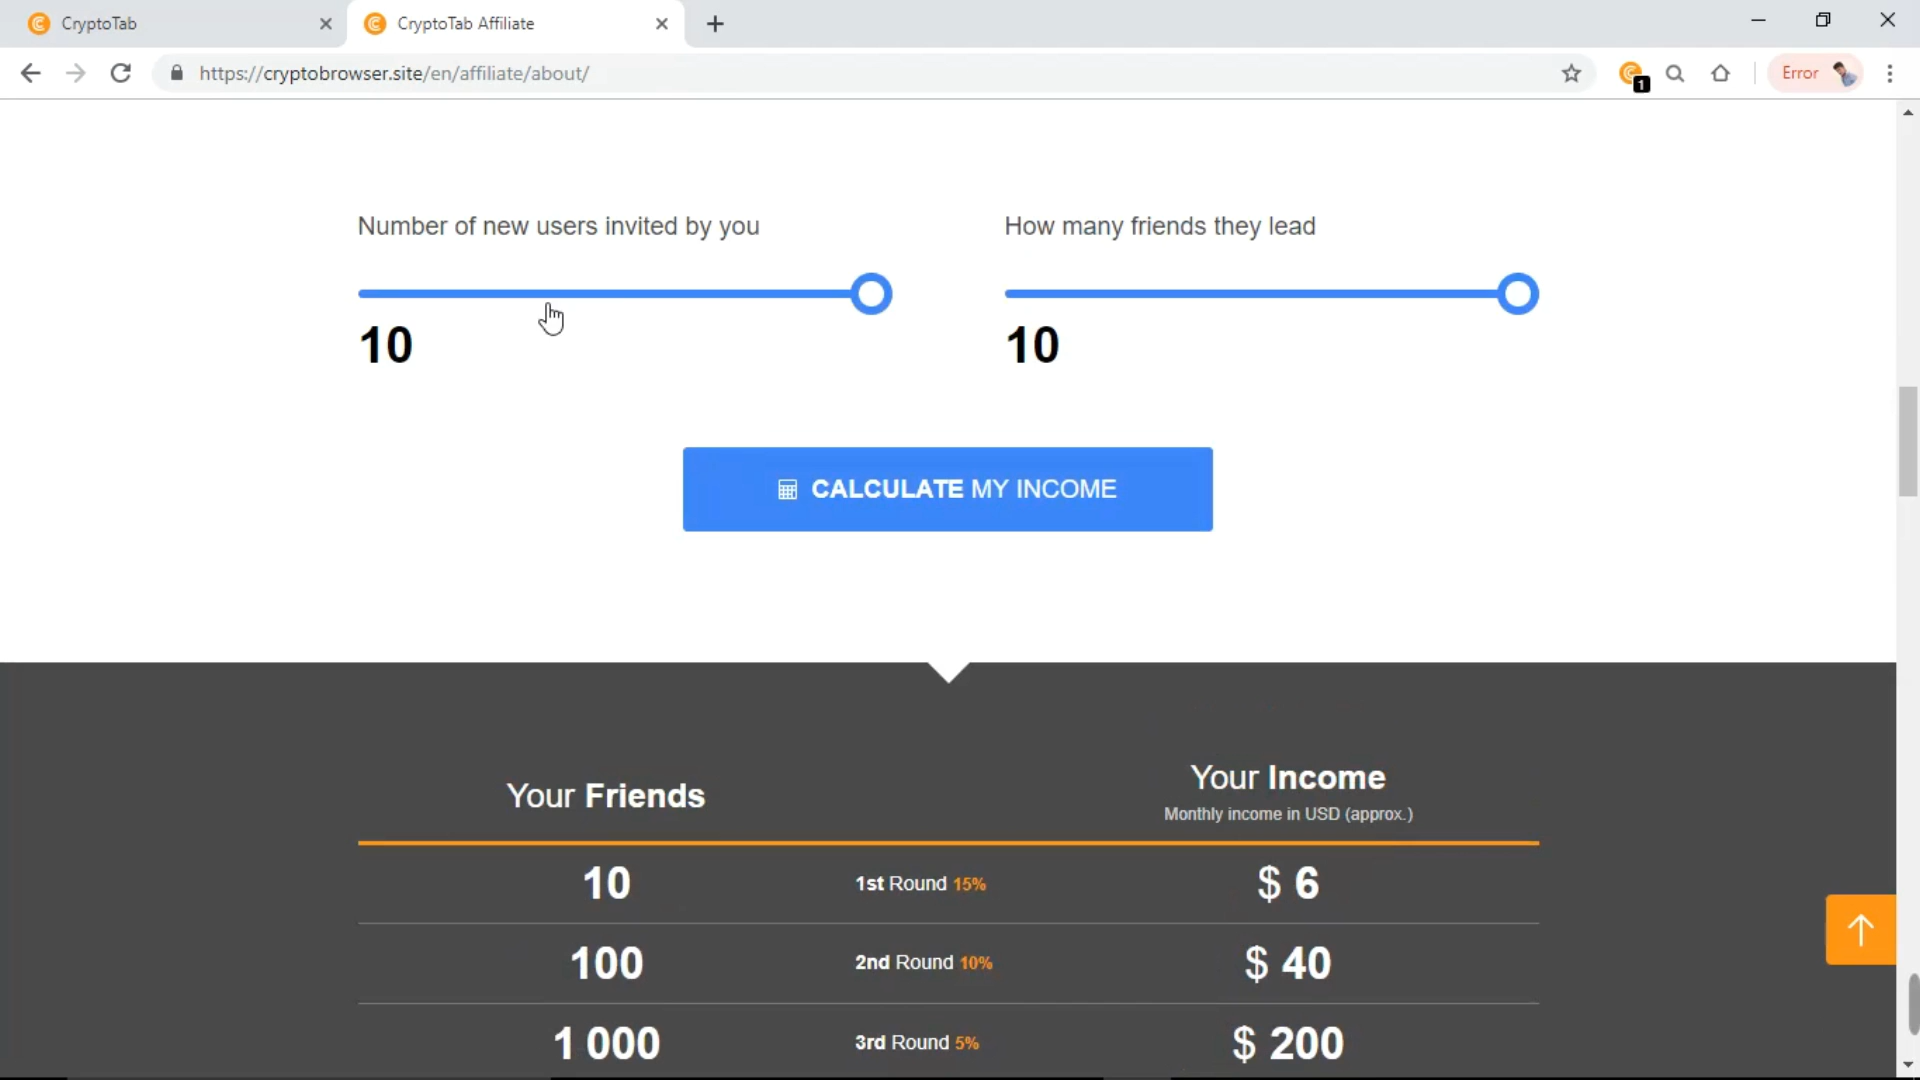 CryptoTab
CryptoTab Affiliate
https://cryptobrowser.site/en/affiliate/about/
1
Error
Number of new users invited by you
How many friends they lead
10
10
CALCULATE MY INCOME
Your Friends
Your Income
Monthly income in USD (approx.)
10 1st Round 15% $ 6
100 2nd Round 10% $ 40
1 000 3rd Round 5% $ 200